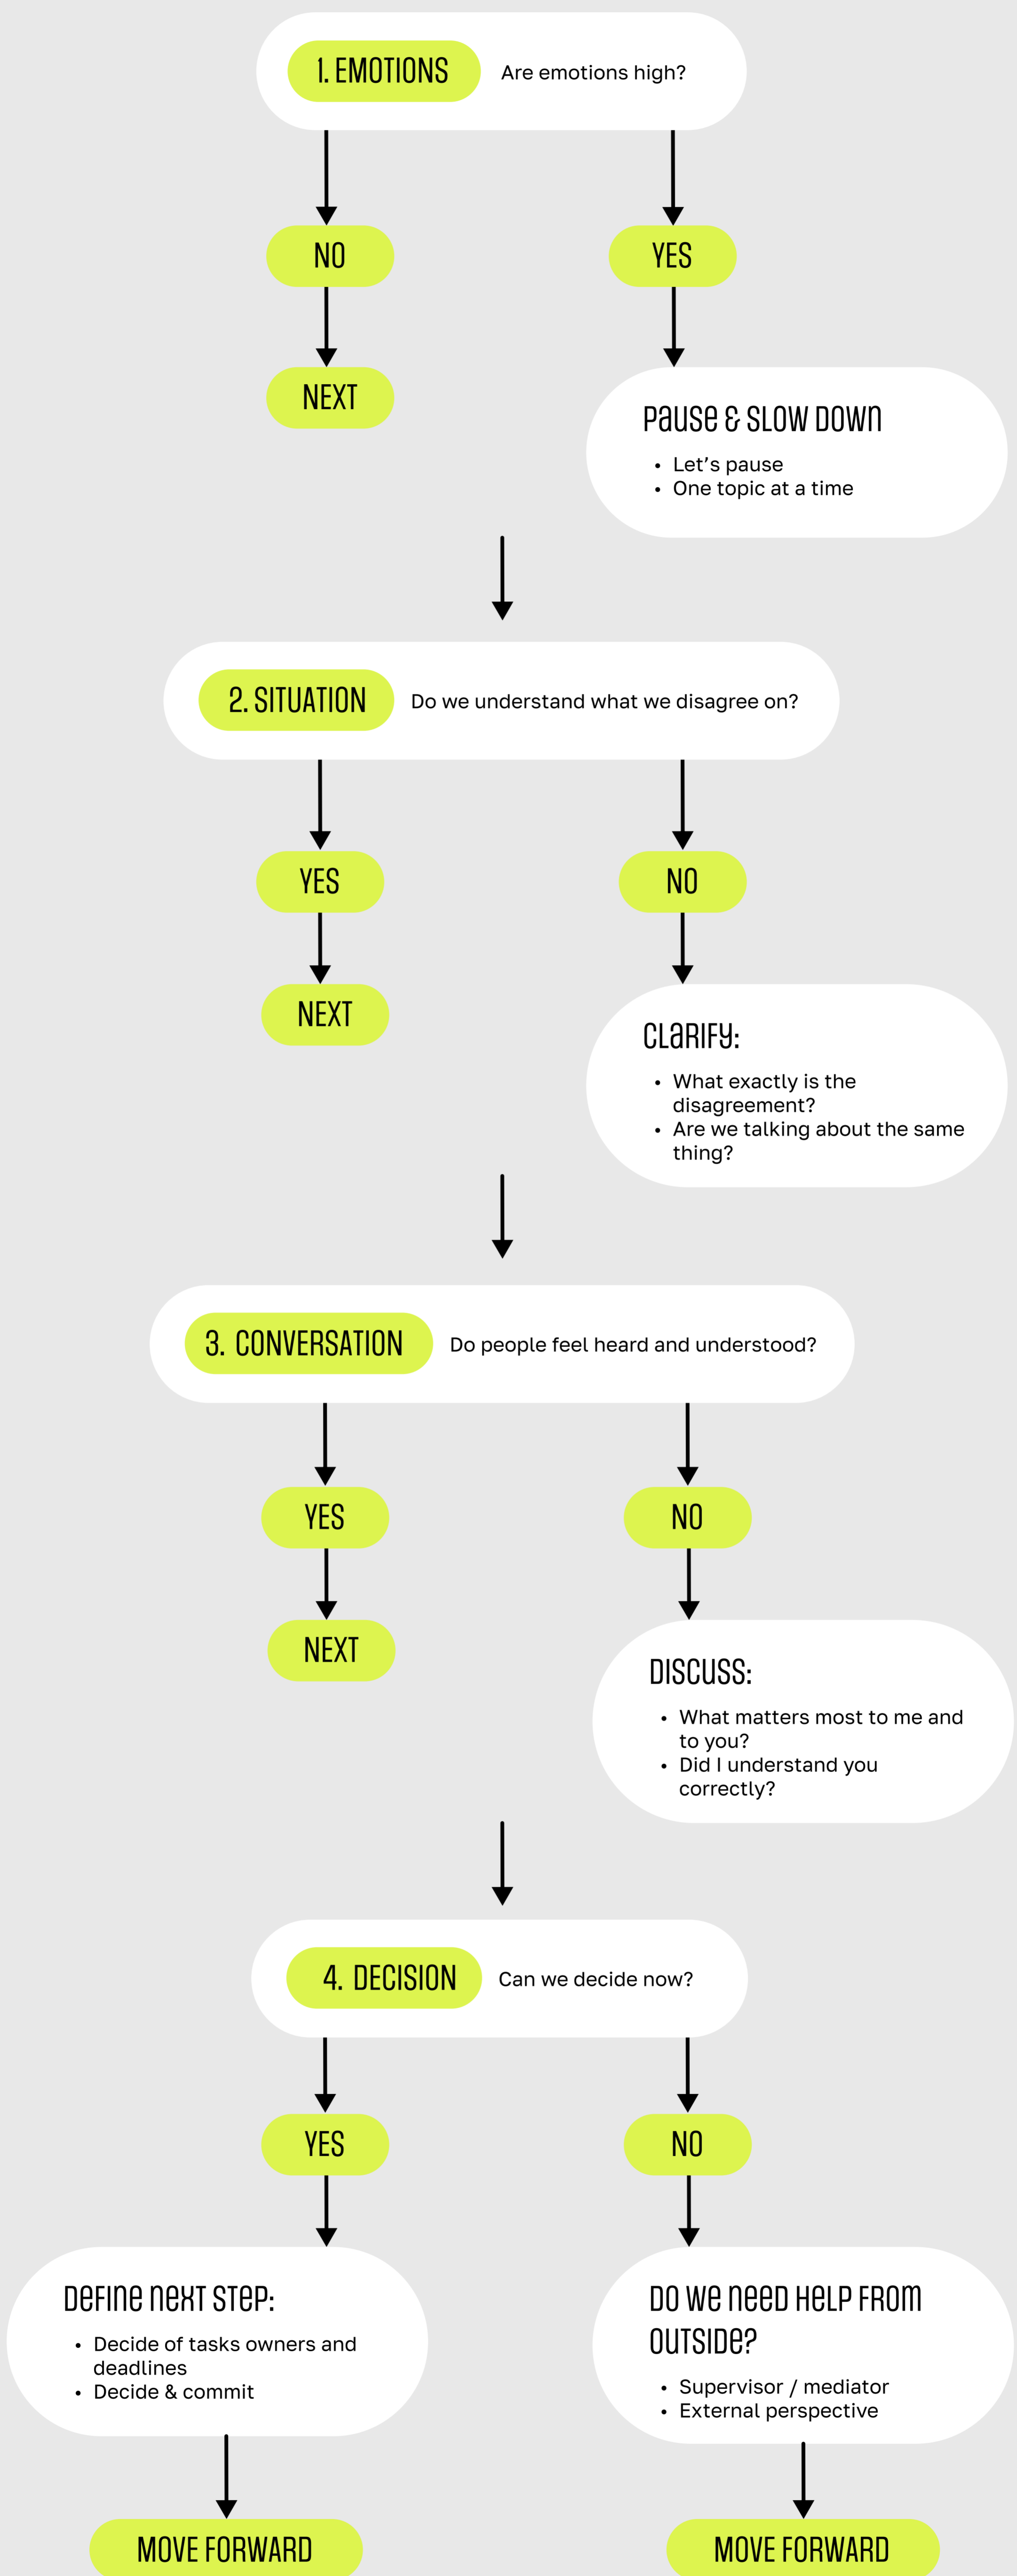 1. EMOTIONS Are emotions high?
NO YES
NEXT
PAUSE & SLOW DOWN
• Let’s pause
• One topic at a time
2. SITUATION Do we understand what we disagree on?
YES NO
NEXT
CLARIFY:
• What exactly is the
disagreement?
• Are we talking about the same
thing?
3. CONVERSATION Do people feel heard and understood?
YES NO
NEXT
DISCUSS:
• What matters most to me and
to you?
• Did I understand you
correctly?
4. DECISION Can we decide now?
YES NO
DEFINE NEXT STEP:
• Decide of tasks owners and
deadlines
• Decide & commit
DO WE NEED HELP FROM
OUTSIDE?
• Supervisor / mediator
• External perspective
MOVE FORWARD MOVE FORWARD